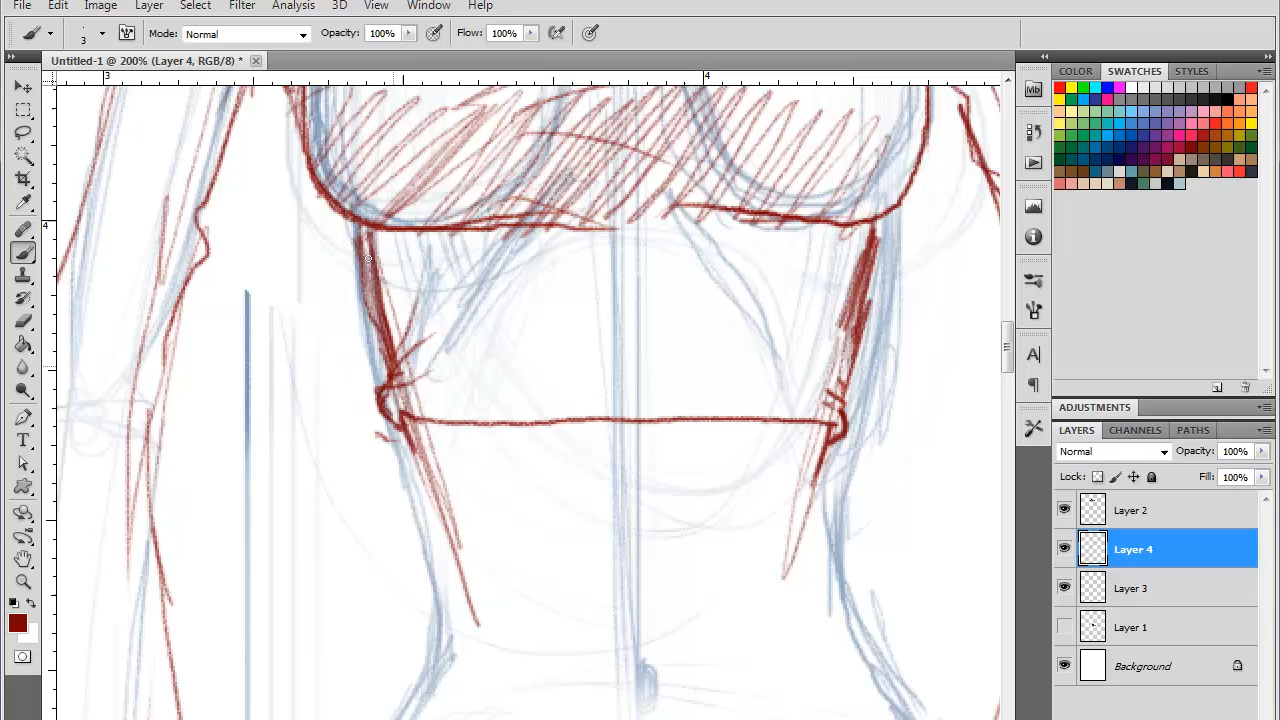 File Edit Image Layer Select Filter Analysis 3D View Window Help
3 Mode: Normal Opacity: 100% Flow: 100%
Untitled-1 @ 200% (Layer 4, RGB/8) *
3 4
4
COLOR SWATCHES STYLES
ADJUSTMENTS
LAYERS CHANNELS PATHS
Normal Opacity: 100%
Lock: Fill: 100%
Layer 2
Layer 4
Layer 3
Layer 1
Background